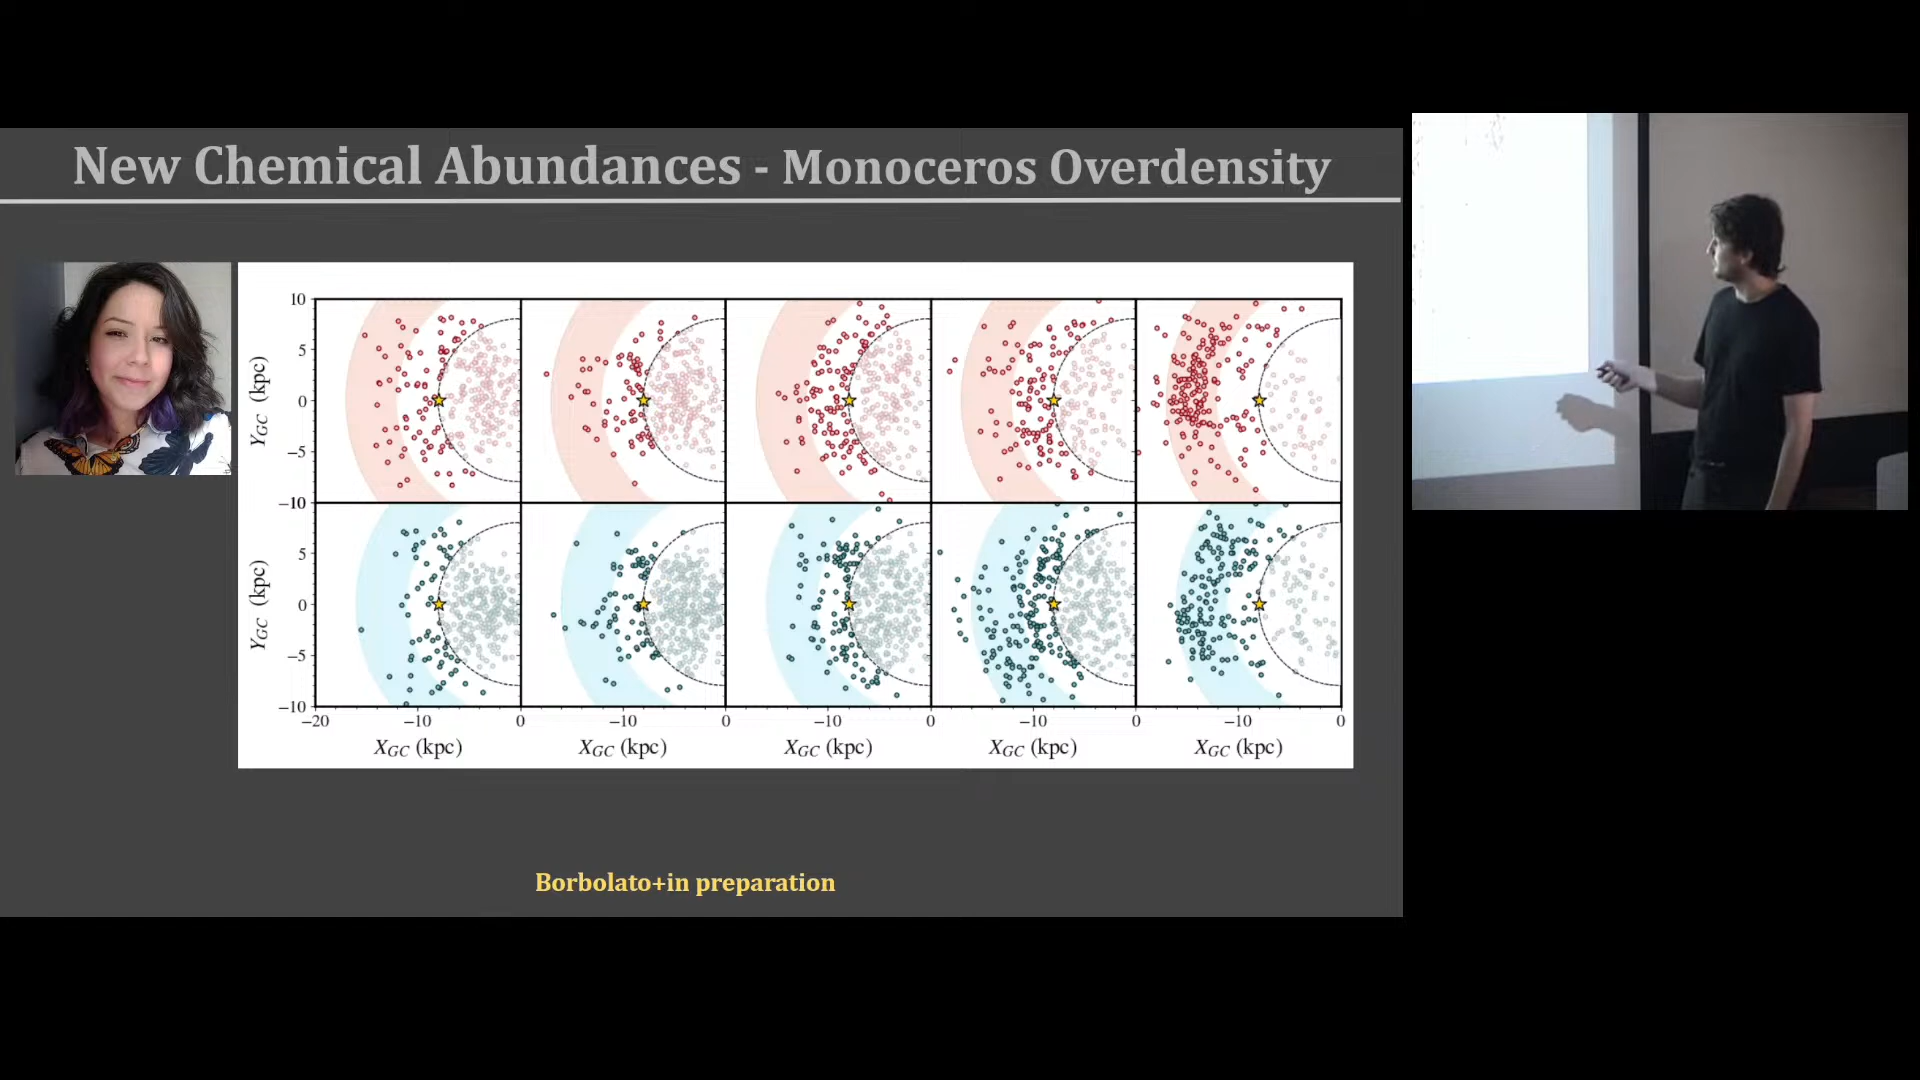 New Chemical Abundances - Monoceros Overdensity
10
5
0
−5
−10
Y_GC (kpc)
5
0
−5
−10
Y_GC (kpc)
−20 −10 0 −10 0 −10 0 −10 0 −10 0
X_GC (kpc) X_GC (kpc) X_GC (kpc) X_GC (kpc) X_GC (kpc)
Borbolato+in preparation